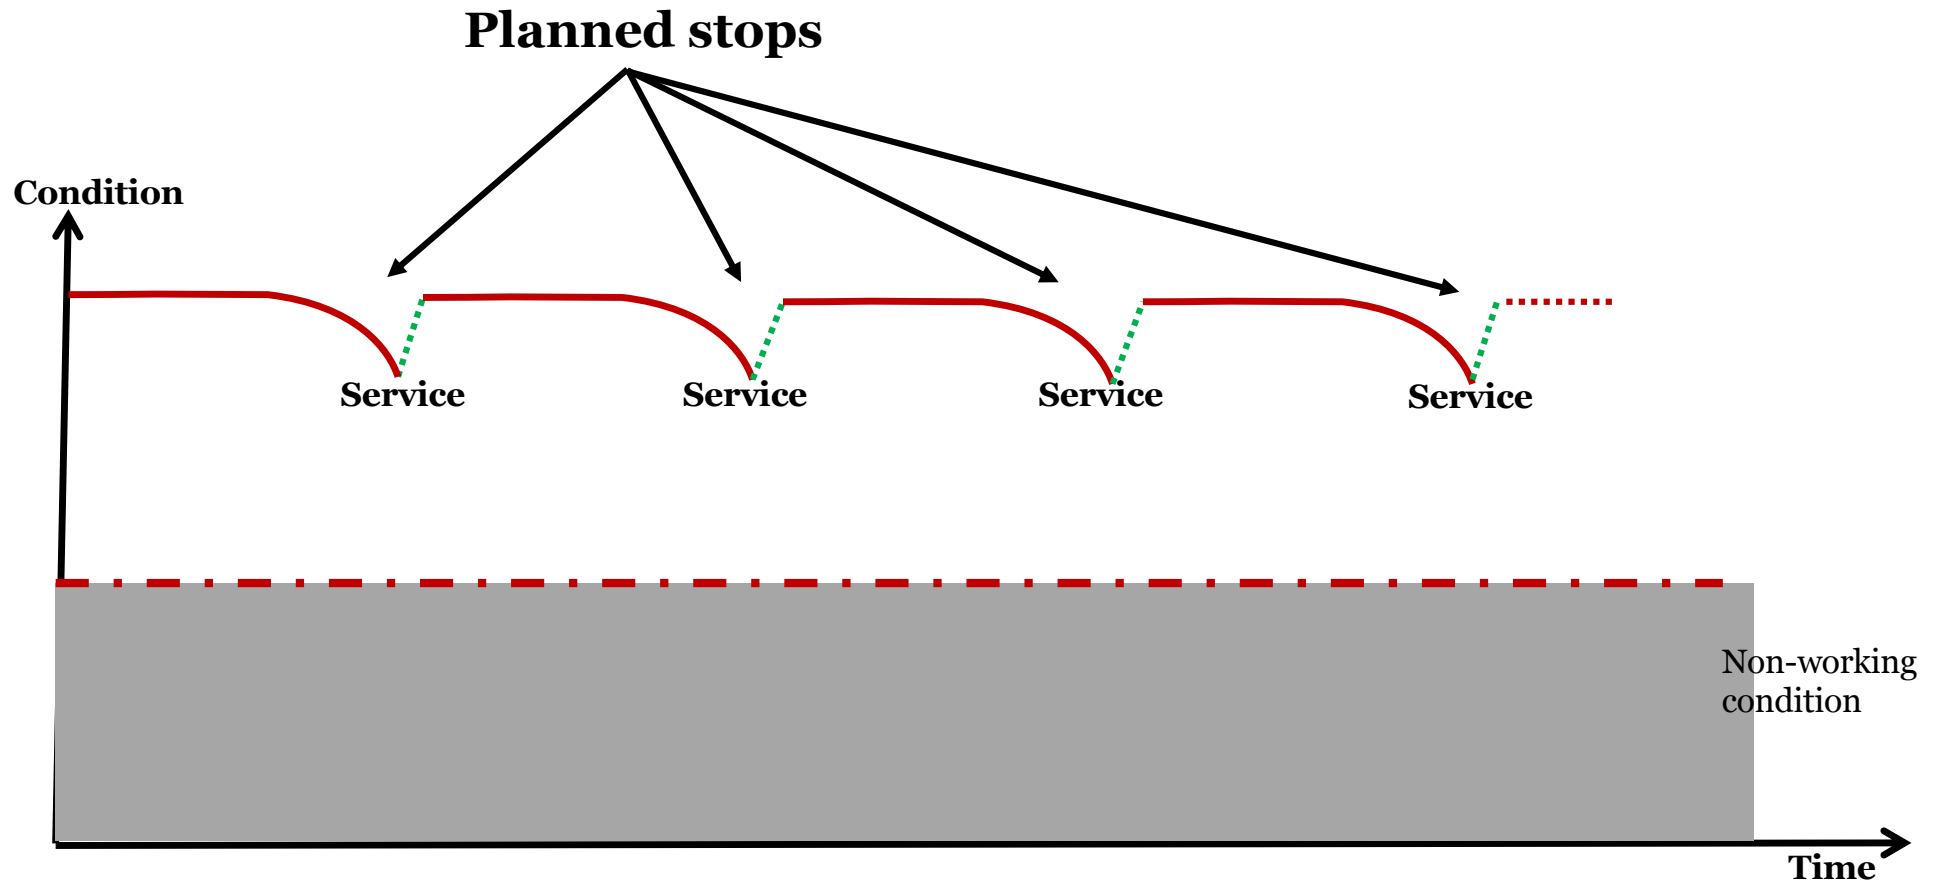 Planned stops
Condition
Service
Service
Service
Service
Non-working
condition
Time